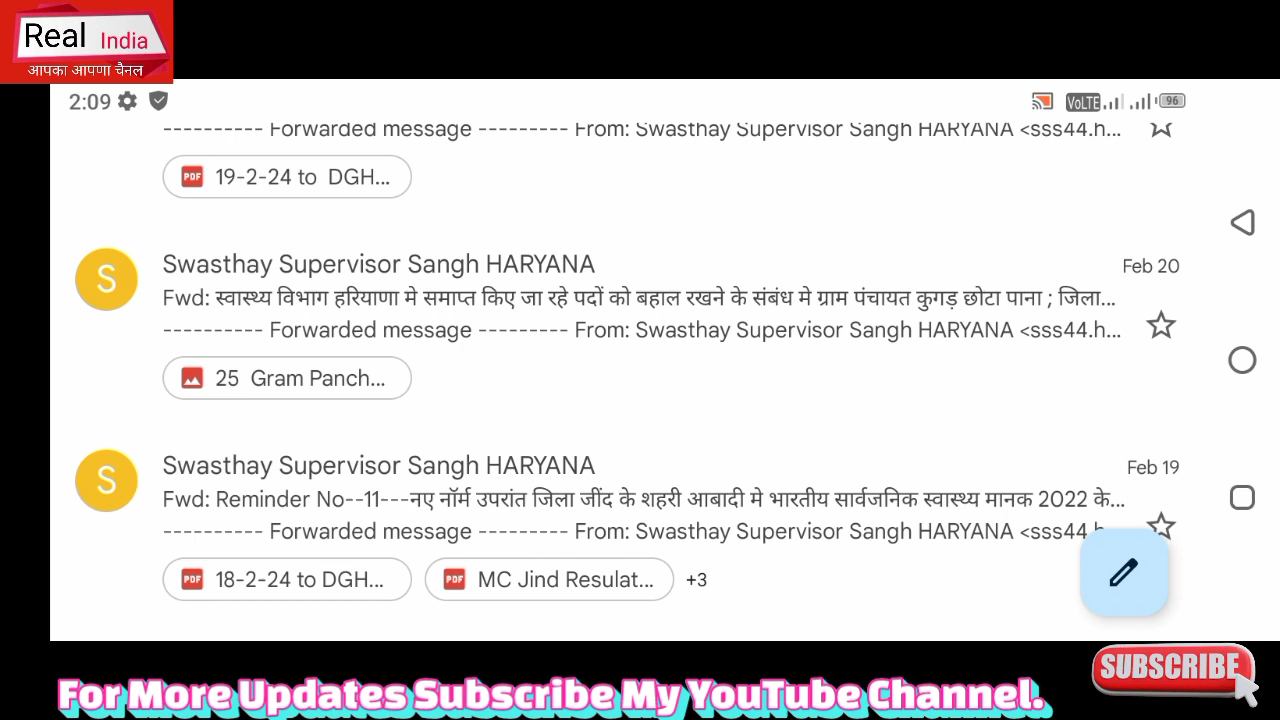 Real India
आपका आपणा चैनल
2:09
VoLTE 96
---------- Forwarded message --------- From: Swasthay Supervisor Sangh HARYANA <sss44.h...
PDF 19-2-24 to DGH...
S Swasthay Supervisor Sangh HARYANA Feb 20
Fwd: स्वास्थ्य विभाग हरियाणा मे समाप्त किए जा रहे पदों को बहाल रखने के संबंध मे ग्राम पंचायत कुगड़ छोटा पाना ; जिला...
---------- Forwarded message --------- From: Swasthay Supervisor Sangh HARYANA <sss44.h...
25 Gram Panch...
S Swasthay Supervisor Sangh HARYANA Feb 19
Fwd: Reminder No--11---नए नॉर्म उपरांत जिला जींद के शहरी आबादी मे भारतीय सार्वजनिक स्वास्थ्य मानक 2022 के...
---------- Forwarded message --------- From: Swasthay Supervisor Sangh HARYANA <sss44.h
PDF 18-2-24 to DGH... PDF MC Jind Resulat... +3
SUBSCRIBE
For More Updates Subscribe My YouTube Channel.